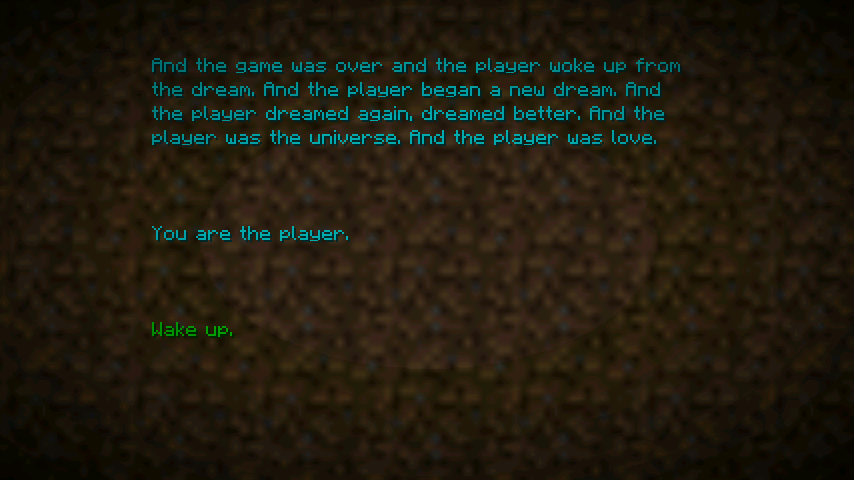 And the game was over and the player woke up from
the dream. And the player began a new dream. And
the player dreamed again, dreamed better. And the
player was the universe. And the player was love.
You are the player.
Wake up.